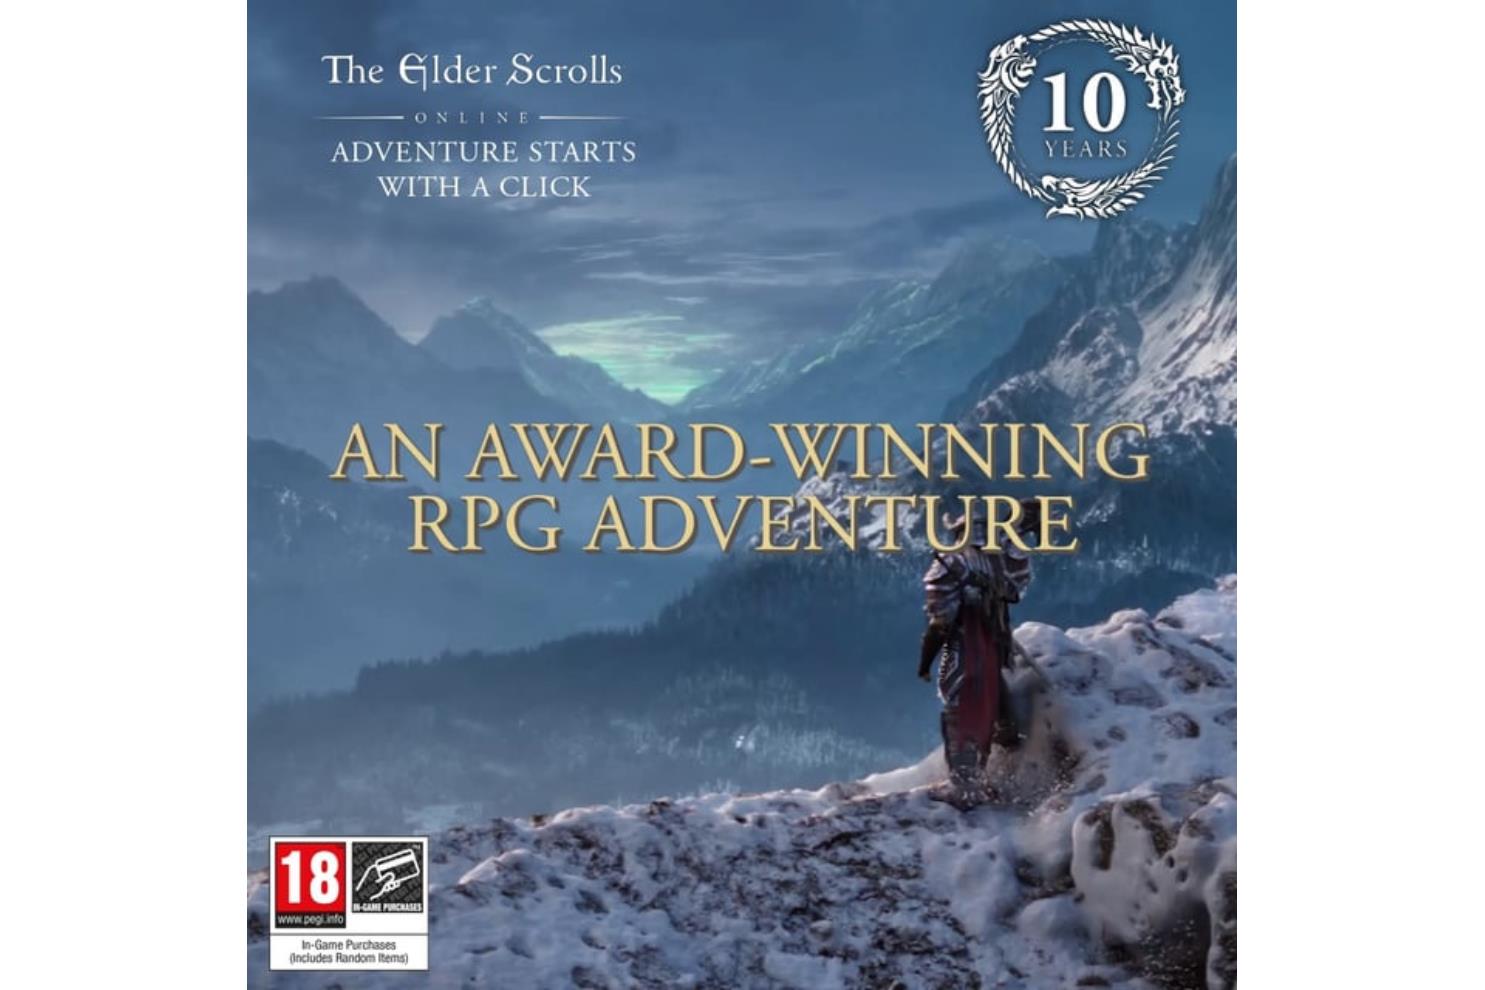 The Elder Scrolls
ONLINE
ADVENTURE STARTS
WITH A CLICK
10
YEARS
AN AWARD-WINNING
RPG ADVENTURE
18
www.pegi.info
TM
IN-GAME PURCHASES
In-Game Purchases
(Includes Random Items)